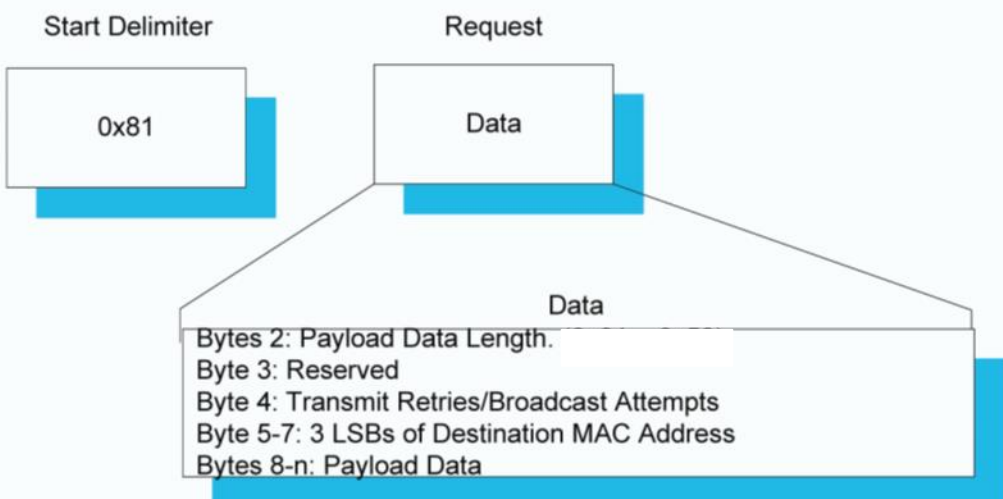 Start Delimiter
Request
0x81
Data
Data
Bytes 2: Payload Data Length.
Byte 3: Reserved
Byte 4: Transmit Retries/Broadcast Attempts
Byte 5-7: 3 LSBs of Destination MAC Address
Bytes 8-n: Payload Data